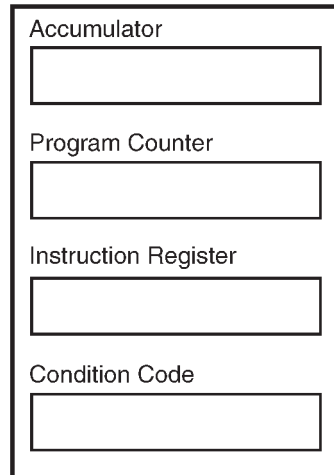 Accumulator
Program Counter
Instruction Register
Condition Code